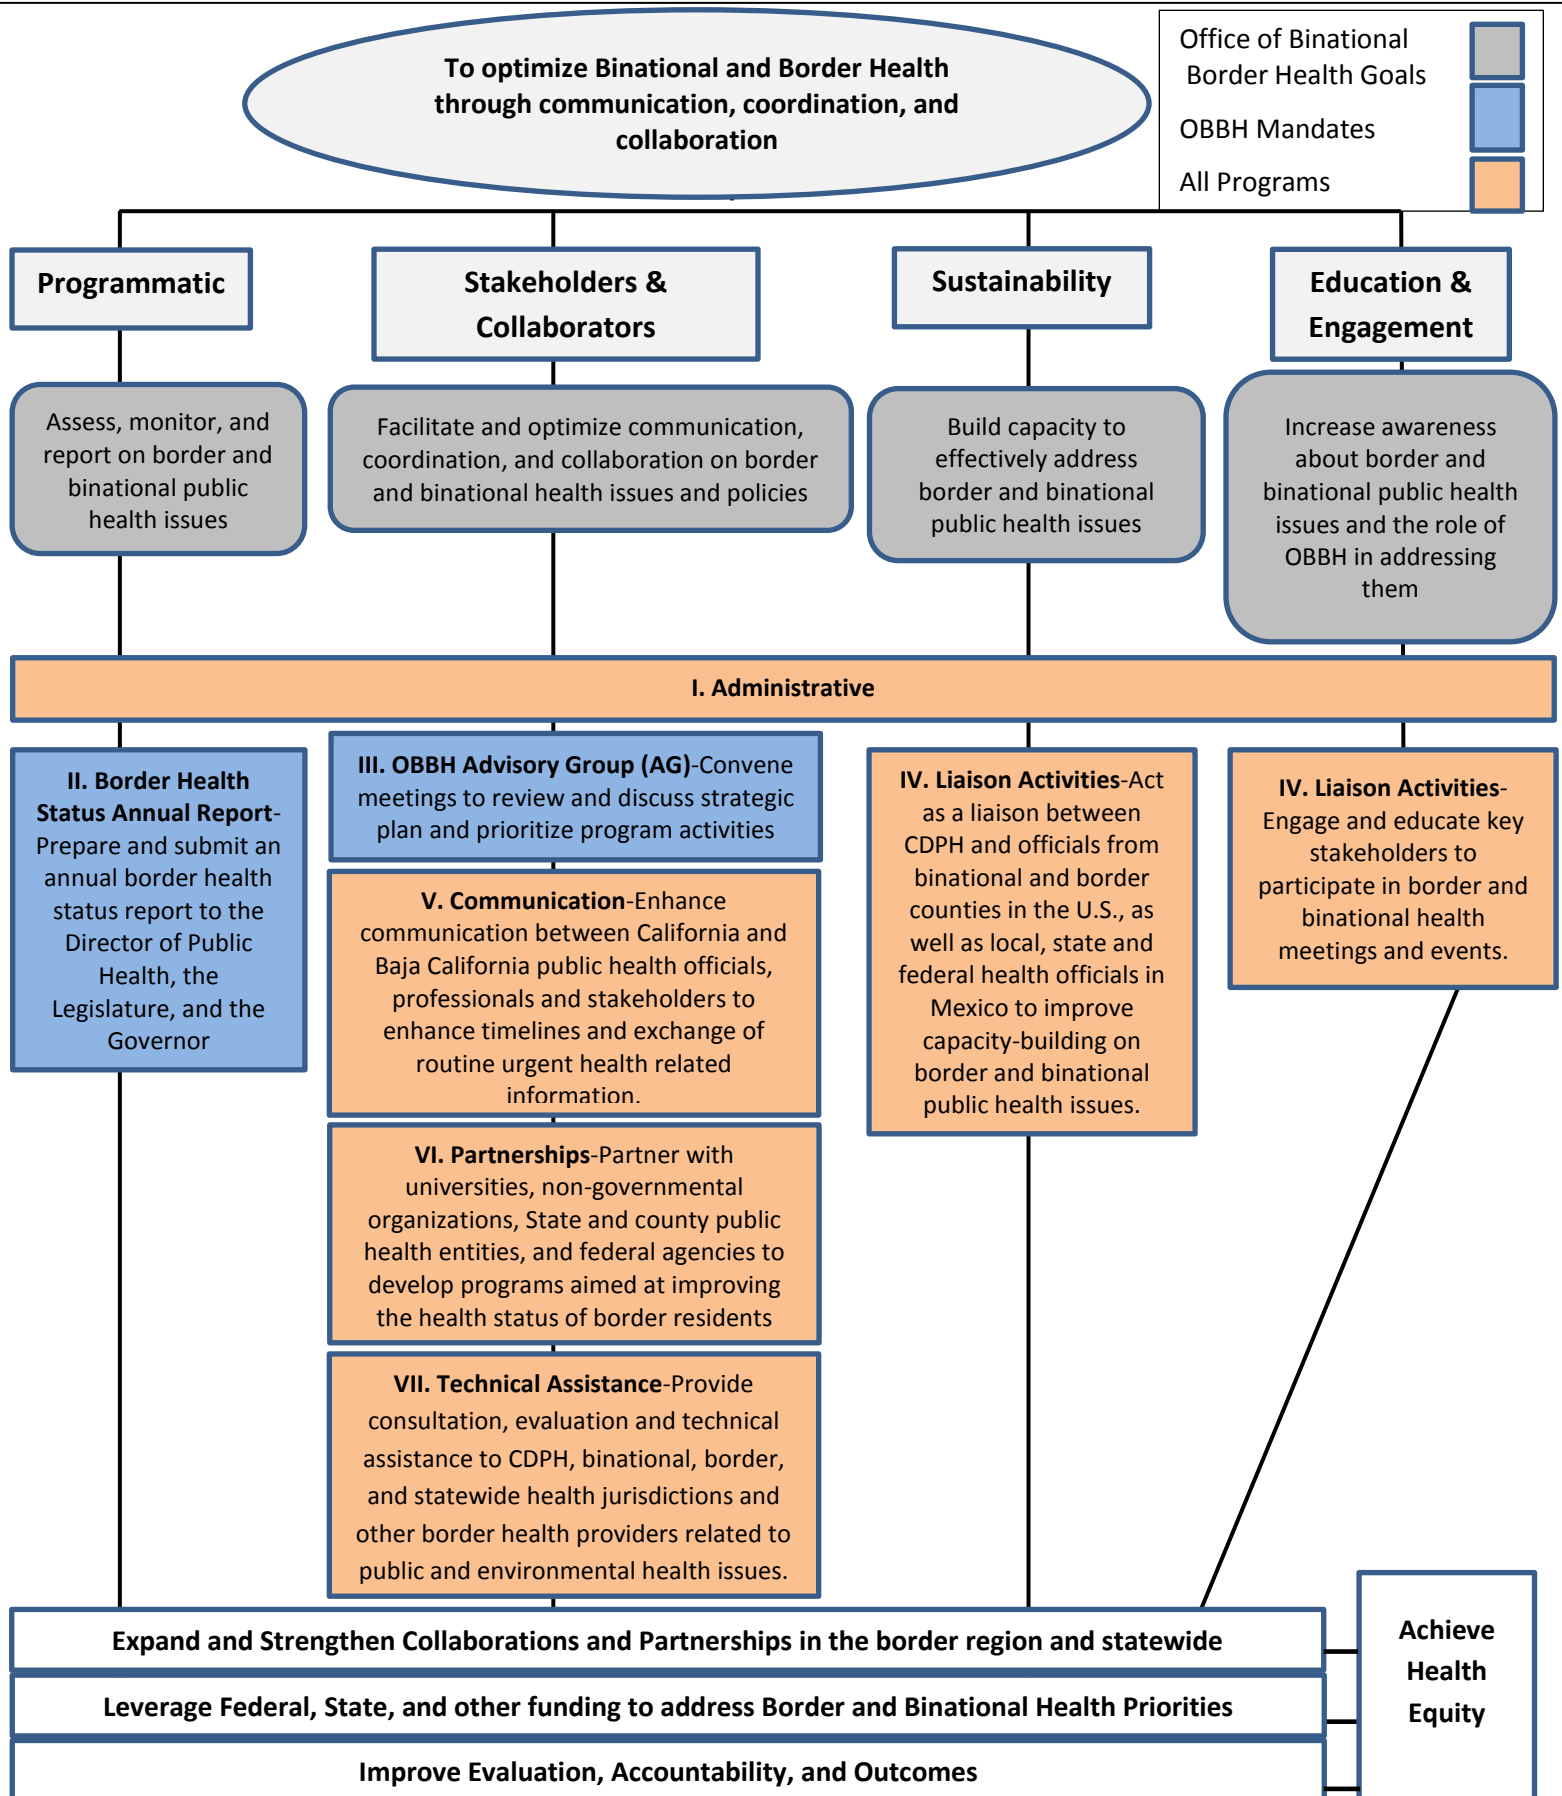 To optimize Binational and Border Health
through communication, coordination, and
collaboration
Office of Binational
Border Health Goals
OBBH Mandates
All Programs
Programmatic
Stakeholders &
Collaborators
Sustainability
Education &
Engagement
Assess, monitor, and
report on border and
binational public
health issues
Facilitate and optimize communication,
coordination, and collaboration on border
and binational health issues and policies
Build capacity to
effectively address
border and binational
public health issues
Increase awareness
about border and
binational public health
issues and the role of
OBBH in addressing
them
I. Administrative
II. Border Health
Status Annual Report-
Prepare and submit an
annual border health
status report to the
Director of Public
Health, the
Legislature, and the
Governor
III. OBBH Advisory Group (AG)-Convene
meetings to review and discuss strategic
plan and prioritize program activities
V. Communication-Enhance
communication between California and
Baja California public health officials,
professionals and stakeholders to
enhance timelines and exchange of
routine urgent health related
information.
VI. Partnerships-Partner with
universities, non-governmental
organizations, State and county public
health entities, and federal agencies to
develop programs aimed at improving
the health status of border residents
VII. Technical Assistance-Provide
consultation, evaluation and technical
assistance to CDPH, binational, border,
and statewide health jurisdictions and
other border health providers related to
public and environmental health issues.
IV. Liaison Activities-Act
as a liaison between
CDPH and officials from
binational and border
counties in the U.S., as
well as local, state and
federal health officials in
Mexico to improve
capacity-building on
border and binational
public health issues.
IV. Liaison Activities-
Engage and educate key
stakeholders to
participate in border and
binational health
meetings and events.
Expand and Strengthen Collaborations and Partnerships in the border region and statewide
Leverage Federal, State, and other funding to address Border and Binational Health Priorities
Improve Evaluation, Accountability, and Outcomes
Achieve
Health
Equity